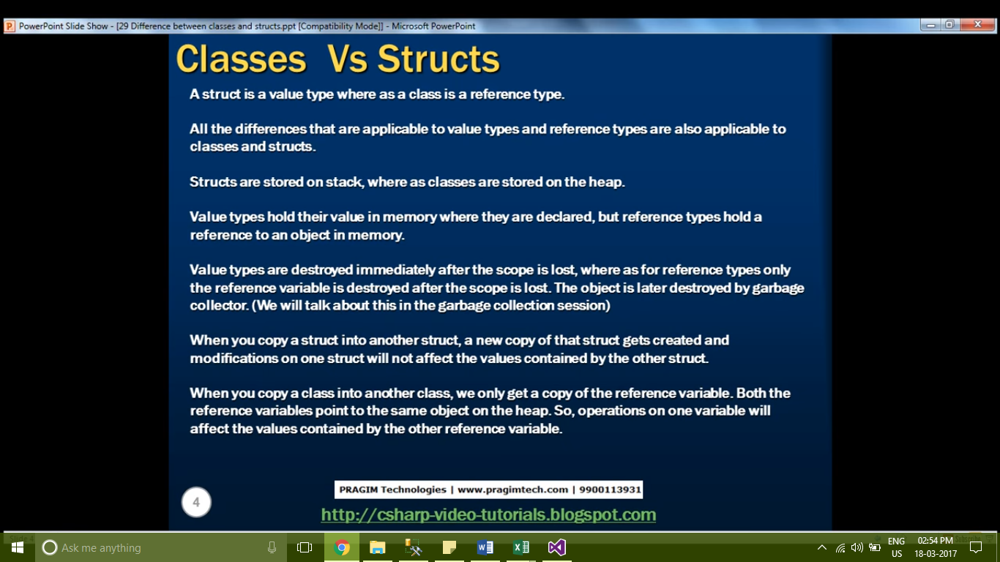 PowerPoint Slide Show - [29 Difference between classes and structs.ppt [Compatibility Mode]] - Microsoft PowerPoint
Classes Vs Structs
A struct is a value type where as a class is a reference type.
All the differences that are applicable to value types and reference types are also applicable to
classes and structs.
Structs are stored on stack, where as classes are stored on the heap.
Value types hold their value in memory where they are declared, but reference types hold a
reference to an object in memory.
Value types are destroyed immediately after the scope is lost, where as for reference types only
the reference variable is destroyed after the scope is lost. The object is later destroyed by garbage
collector. (We will talk about this in the garbage collection session)
When you copy a struct into another struct, a new copy of that struct gets created and
modifications on one struct will not affect the values contained by the other struct.
When you copy a class into another class, we only get a copy of the reference variable. Both the
reference variables point to the same object on the heap. So, operations on one variable will
affect the values contained by the other reference variable.
PRAGIM Technologies | www.pragimtech.com | 9900113931
4
http://csharp-video-tutorials.blogspot.com
Slide 4
Subscribe
Ask me anything
ENG
US
02:54 PM
18-03-2017